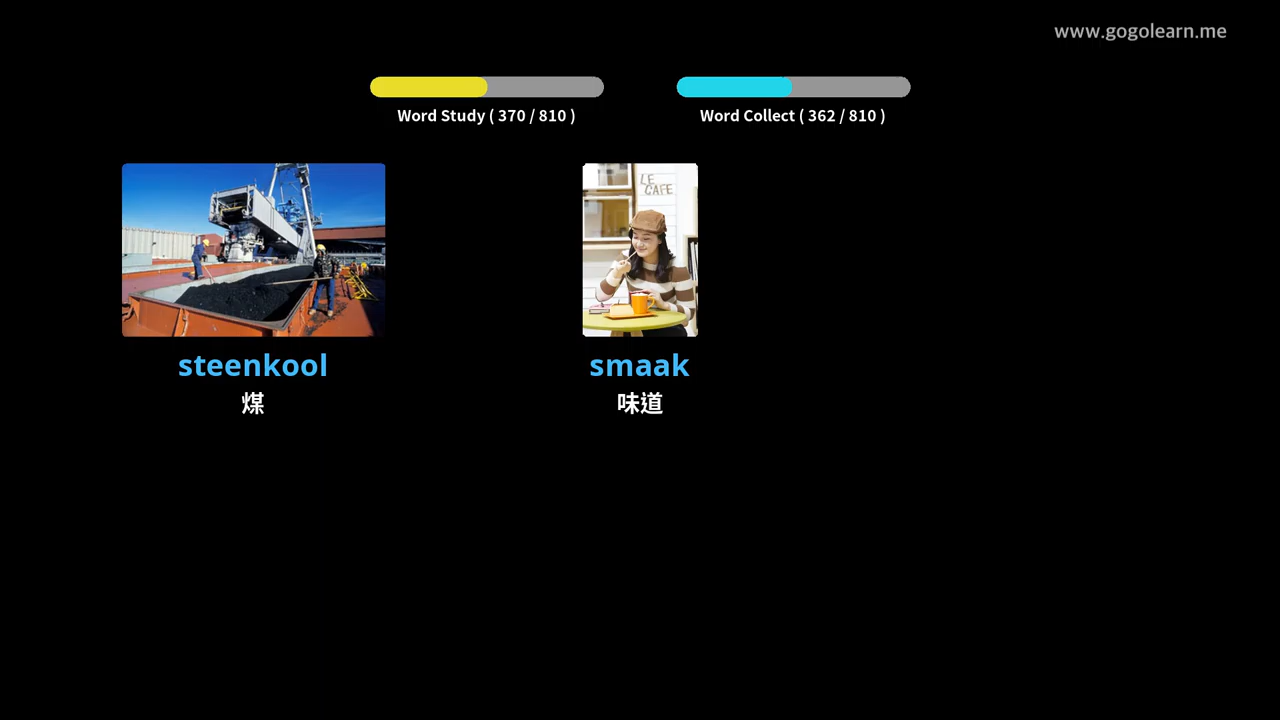 www.gogolearn.me
Word Study ( 370 / 810 )
Word Collect ( 362 / 810 )
LE
CAFE
steenkool
煤
smaak
味道